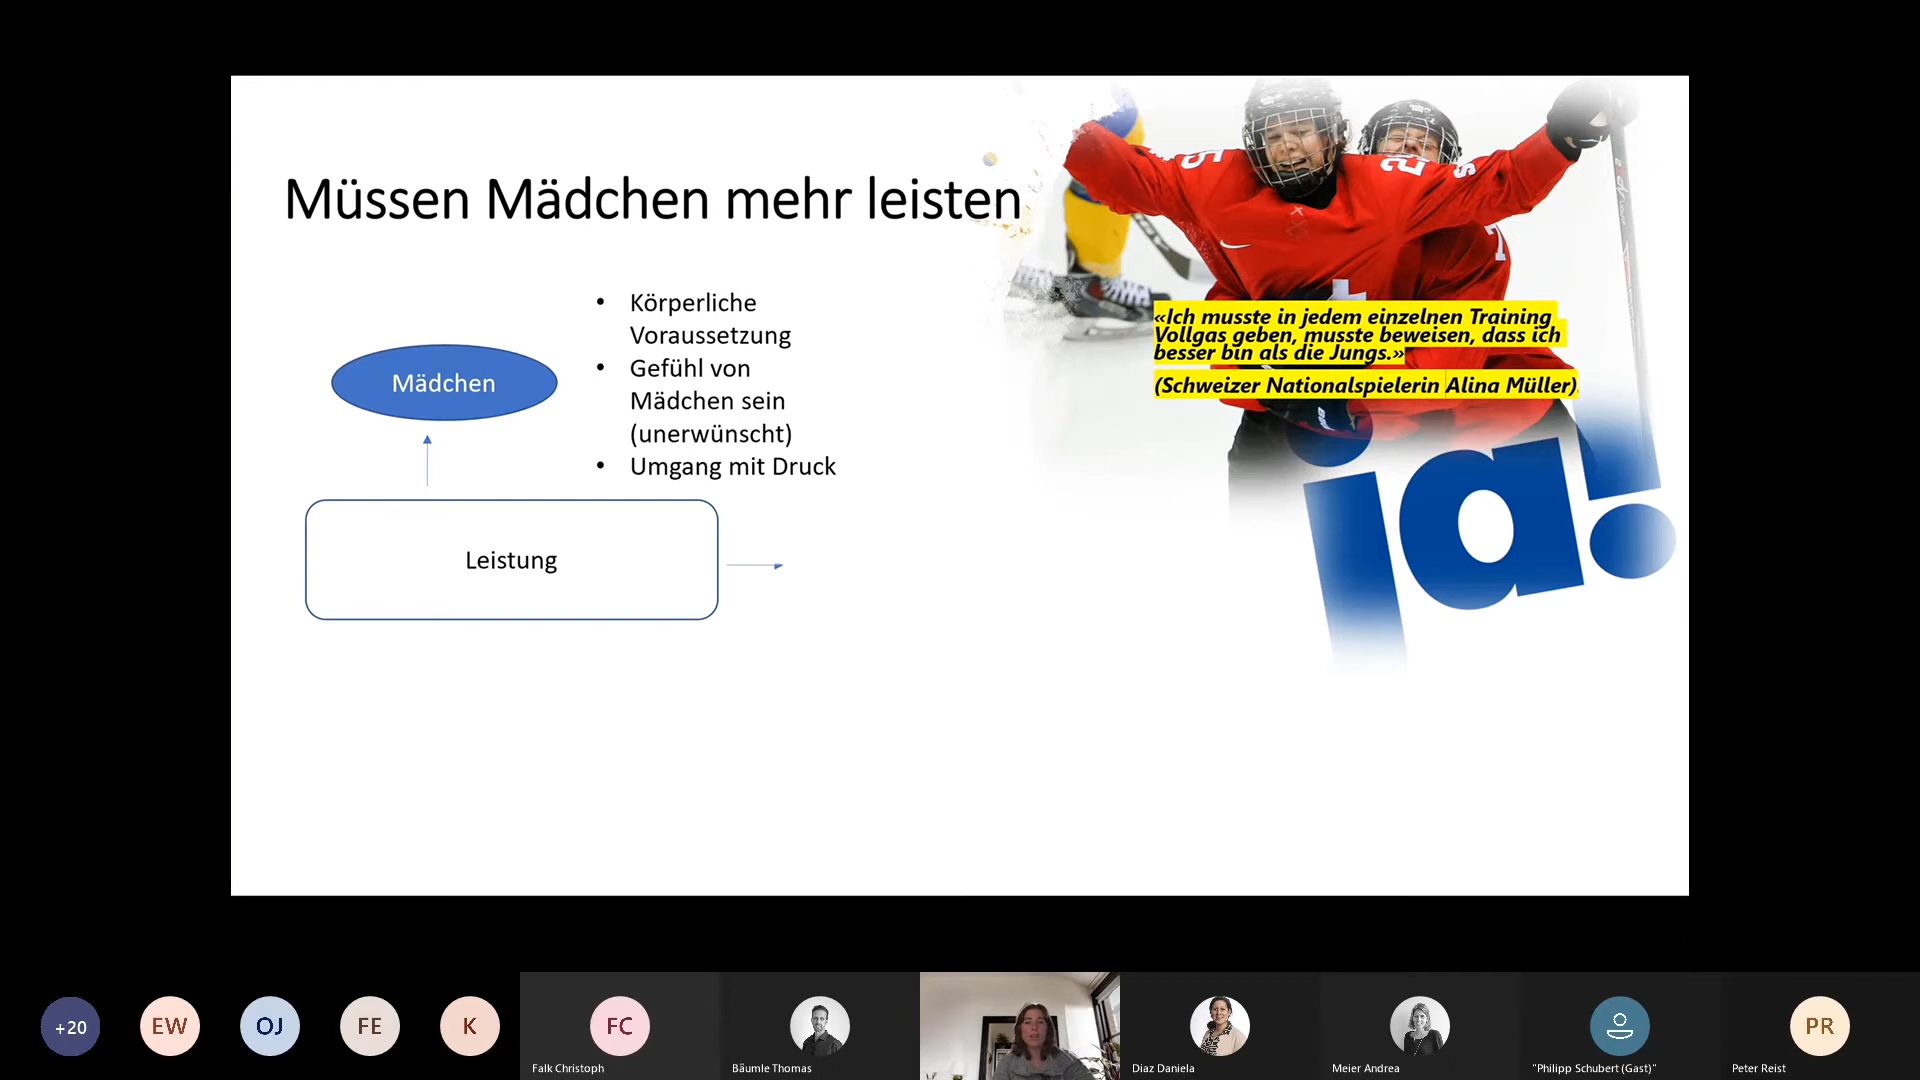 Müssen Mädchen mehr leisten
• Körperliche
Voraussetzung
• Gefühl von
Mädchen sein
(unerwünscht)
• Umgang mit Druck
Mädchen
Leistung
«Ich musste in jedem einzelnen Training
Vollgas geben, musste beweisen, dass ich
besser bin als die Jungs.»
(Schweizer Nationalspielerin Alina Müller)
ja!
+20
EW
OJ
FE
K
FC
PR
Falk Christoph
Bäumle Thomas
Diaz Daniela
Meier Andrea
"Philipp Schubert (Gast)"
Peter Reist